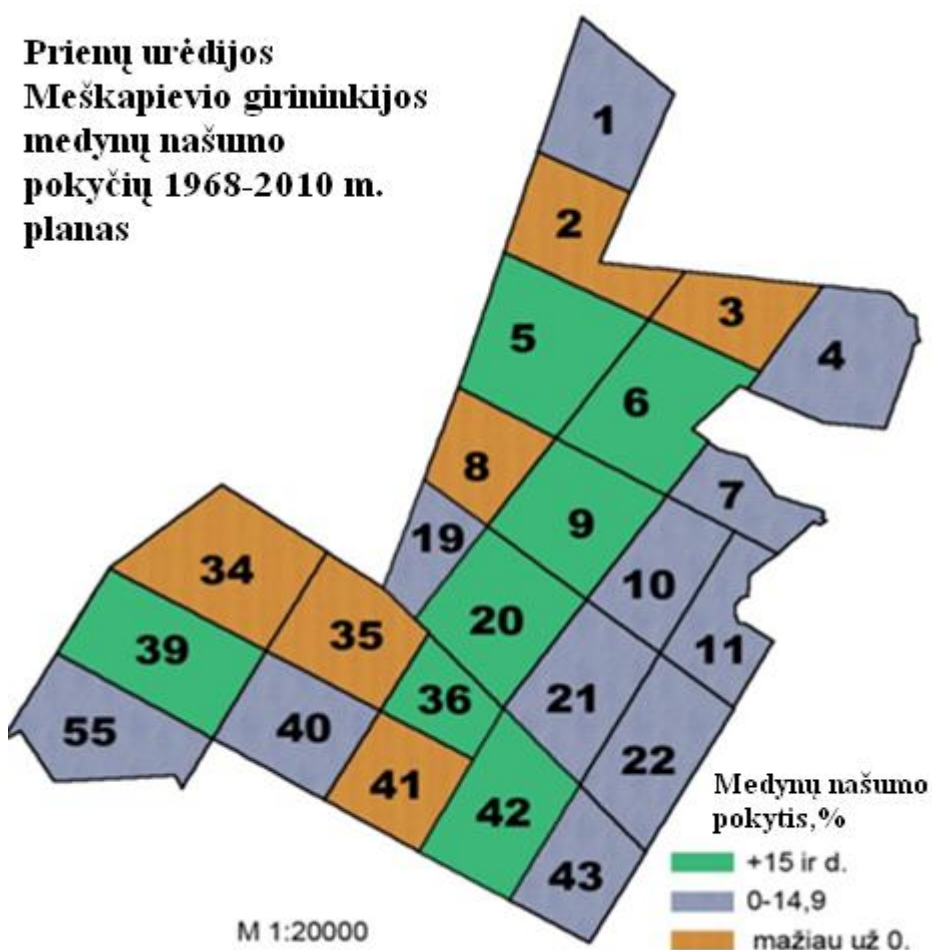 Prienų urėdijos
Meškapievio girininkijos
medynų našumo
pokyčių 1968-2010 m.
planas
1
2
3
4
5
6
7
8
9
10
11
19
20
21
22
34
35
36
39
40
41
42
43
55
Medynų našumo
pokytis,%
+15 ir d.
0-14,9
mažiau už 0.
M 1:20000